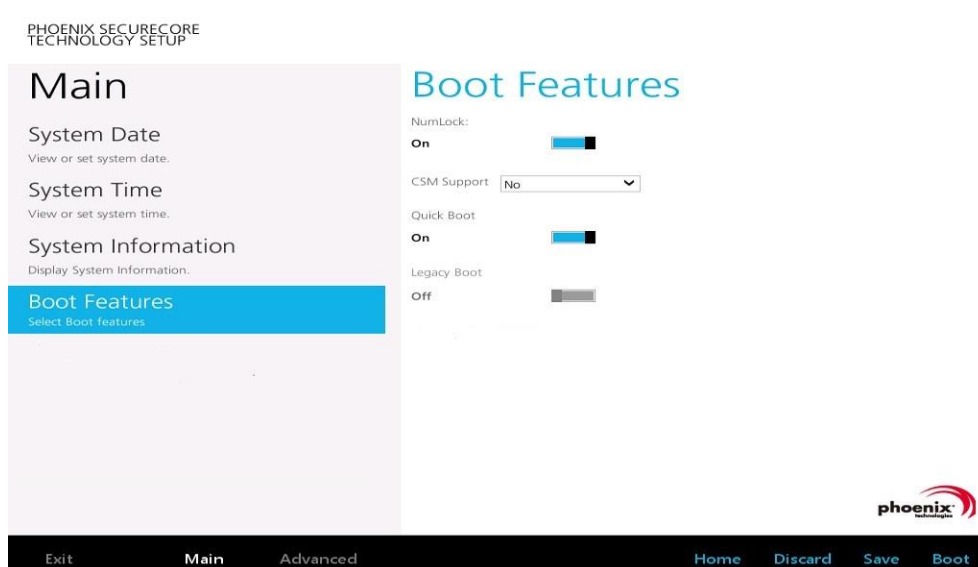 PHOENIX SECURECORE
TECHNOLOGY SETUP
Main
System Date
View or set system date.
System Time
View or set system time.
System Information
Display System Information.
Boot Features
Select Boot features
Boot Features
NumLock:
On
CSM Support No
Quick Boot
On
Legacy Boot
Off
phoenix
technologies
Exit Main Advanced Home Discard Save Boot